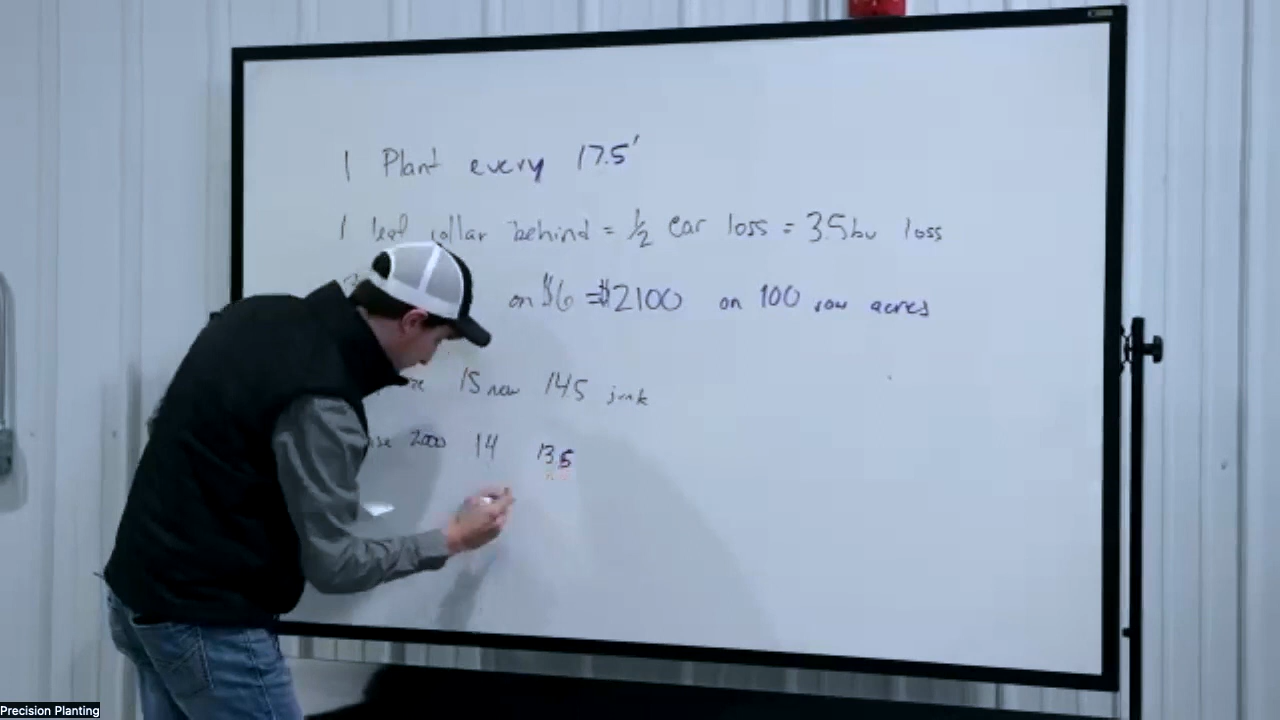 1 Plant every 17.5'
1 leaf collar behind = 1/2 ear loss = 3.5bu loss
on $6 = $2100 on 100 row acres
15 new 14.5 junk
2000 14 13.5
Precision Planting